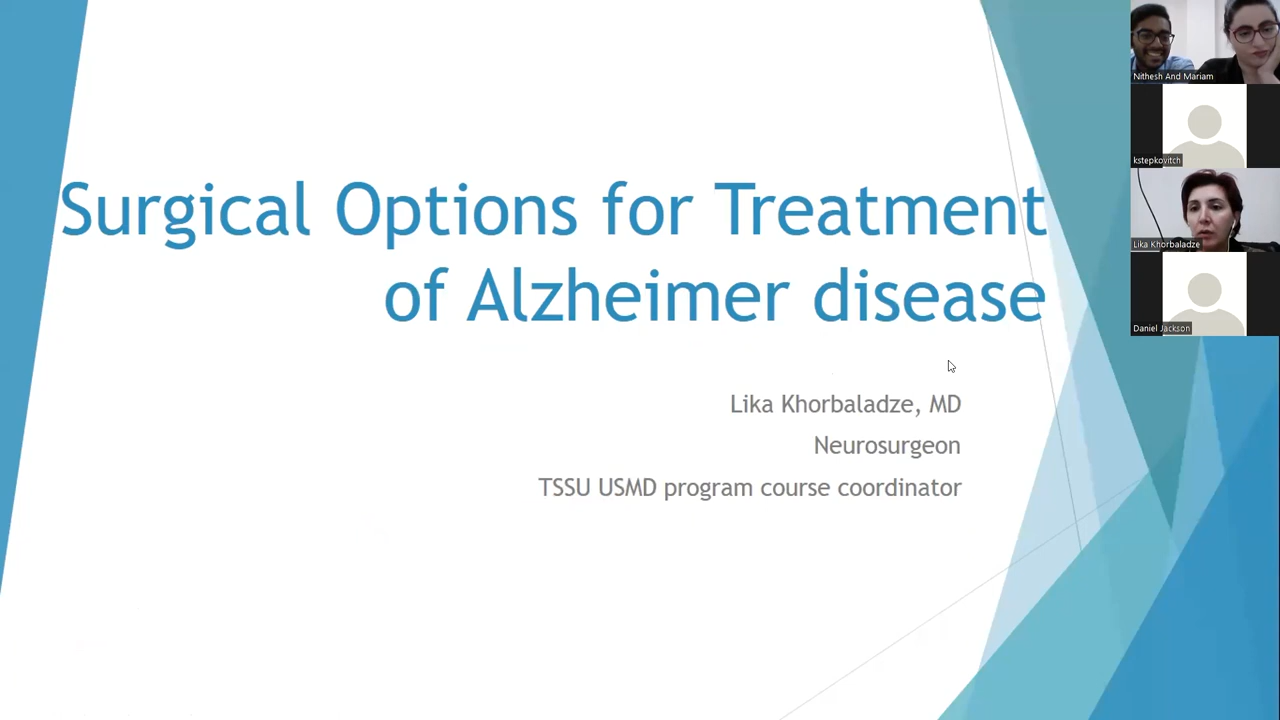 Surgical Options for Treatment
of Alzheimer disease
Lika Khorbaladze, MD
Neurosurgeon
TSSU USMD program course coordinator
Nithesh And Mariam
kstepkovitch
Lika Khorbaladze
Daniel Jackson